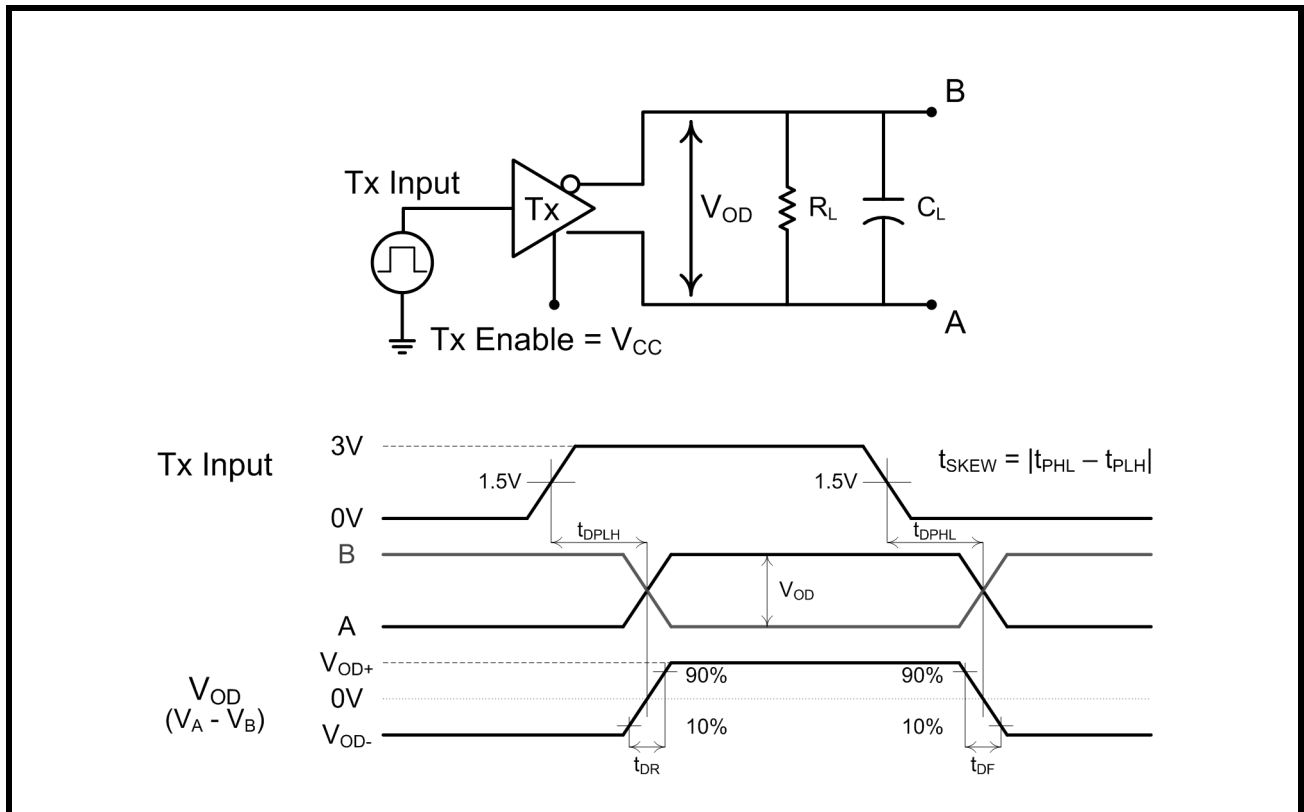 B
Tx Input
Tx
V_OD
R_L
C_L
A
Tx Enable = V_CC
Tx Input
3V
1.5V
1.5V
t_SKEW = |t_PHL – t_PLH|
0V
t_DPLH
t_DPHL
B
V_OD
A
V_OD+
90%
90%
V_OD
(V_A - V_B)
0V
10%
10%
V_OD-
t_DR
t_DF